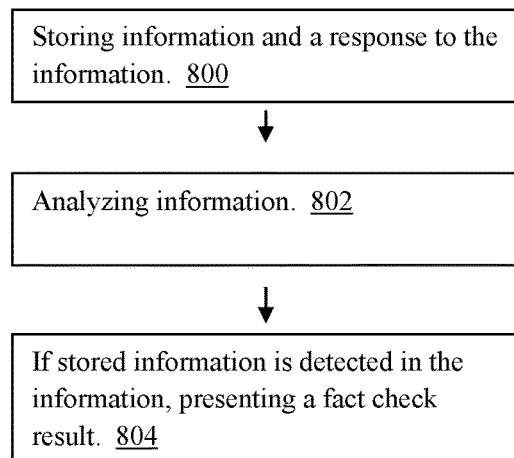 Storing information and a response to the
information. 800
Analyzing information. 802
If stored information is detected in the
information, presenting a fact check
result. 804